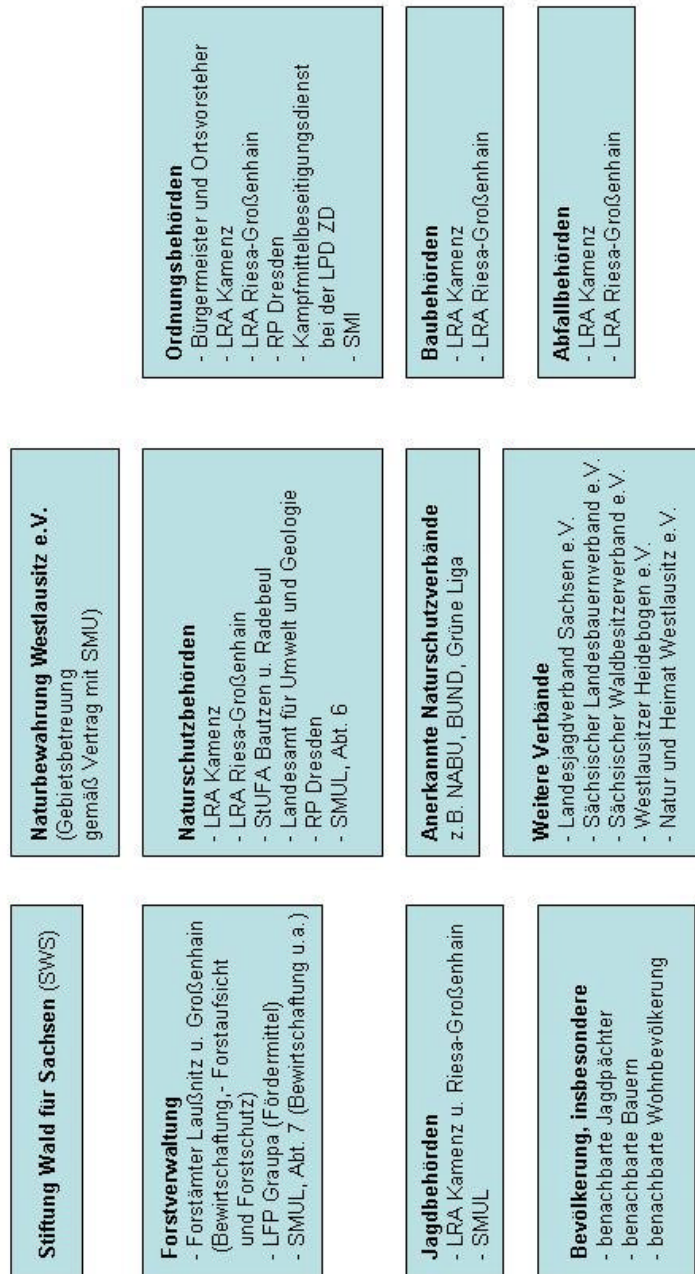 Stiftung Wald für Sachsen (SWS)
Forstverwaltung
- Forstämter Laußnitz u. Großenhain
(Bewirtschaftung,- Forstaufsicht
und Forstschutz)
- LFP Graupa (Fördermittel)
- SMUL, Abt. 7 (Bewirtschaftung u.a.)
Jagdbehörden
- LRA Kamenz u. Riesa-Großenhain
- SMUL
Bevölkerung, insbesondere
- benachbarte Jagdpächter
- benachbarte Bauern
- benachbarte Wohnbevölkerung
Naturbewahrung Westlausitz e.V.
(Gebietsbetreuung
gemäß Vertrag mit SMU)
Naturschutzbehörden
- LRA Kamenz
- LRA Riesa-Großenhain
- StUFA Bautzen u. Radebeul
- Landesamt für Umwelt und Geologie
- RP Dresden
- SMUL, Abt. 6
Anerkannte Naturschutzverbände
z.B. NABU, BUND, Grüne Liga
Weitere Verbände
- Landesjagdverband Sachsen e.V.
- Sächsischer Landesbauernverband e.V.
- Sächsischer Waldbesitzerverband e.V.
- Westlausitzer Heidebogen e.V.
- Natur und Heimat Westlausitz e.V.
Ordnungsbehörden
- Bürgermeister und Ortsvorsteher
- LRA Kamenz
- LRA Riesa-Großenhain
- RP Dresden
- Kampfmittelbeseitigungsdienst
bei der LPD ZD
- SMI
Baubehörden
- LRA Kamenz
- LRA Riesa-Großenhain
Abfallbehörden
- LRA Kamenz
- LRA Riesa-Großenhain